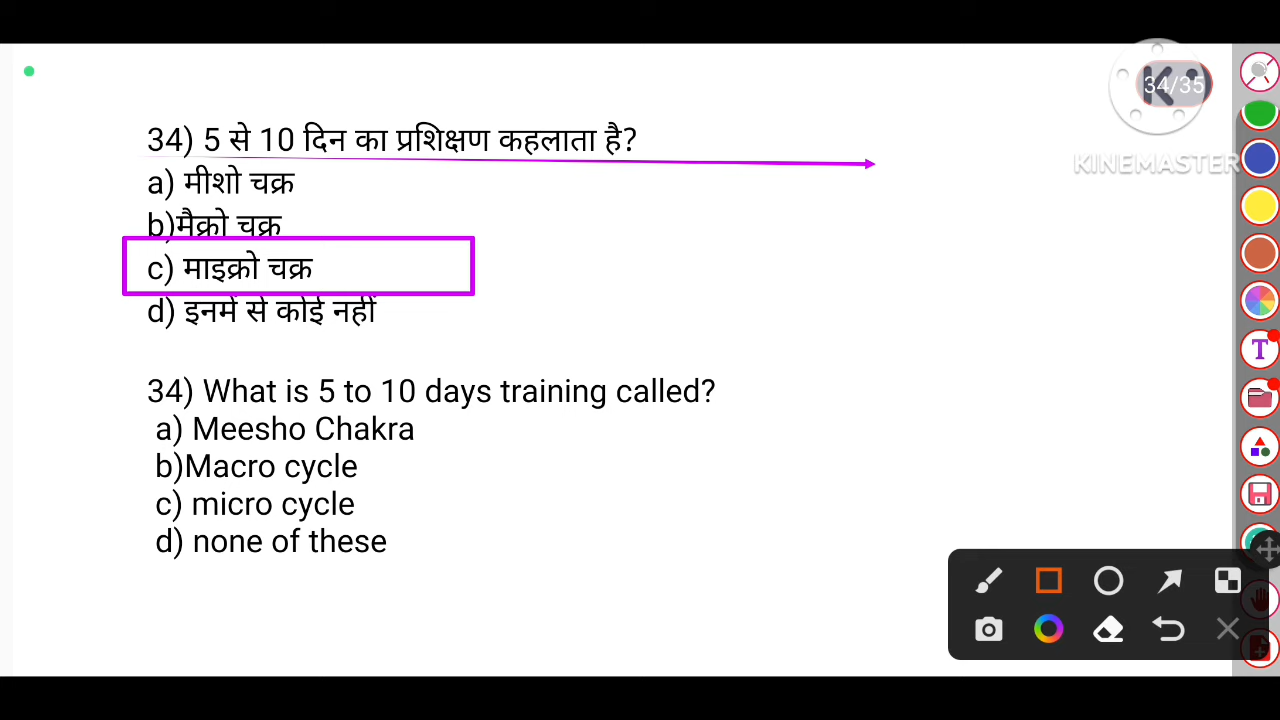 34/35
KINEMASTER
34) 5 से 10 दिन का प्रशिक्षण कहलाता है?
a) मीशो चक्र
b)मैक्रो चक्र
c) माइक्रो चक्र
d) इनमें से कोई नहीं
34) What is 5 to 10 days training called?
a) Meesho Chakra
b)Macro cycle
c) micro cycle
d) none of these
T